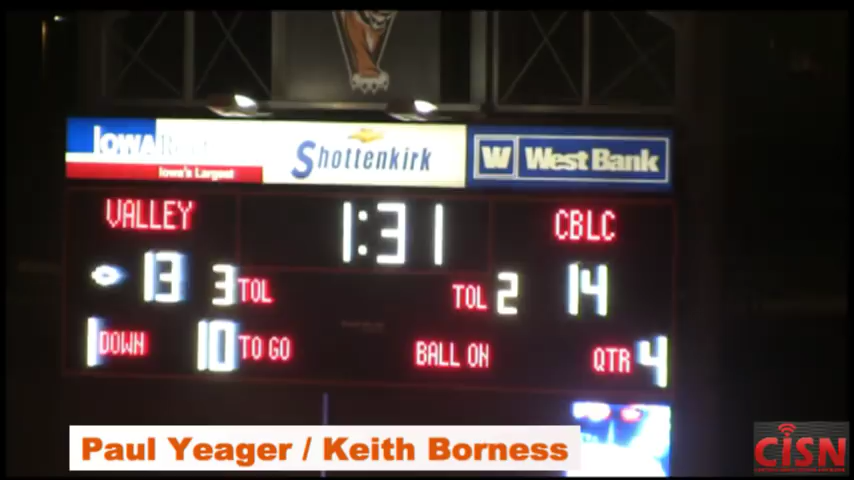 IOWA
Iowa's Largest
Shottenkirk
W West Bank
VALLEY 1:31 CBLC
13 3 TOL TOL 2 14
1 DOWN 10 TO GO BALL ON QTR 4
Paul Yeager / Keith Borness
CISN